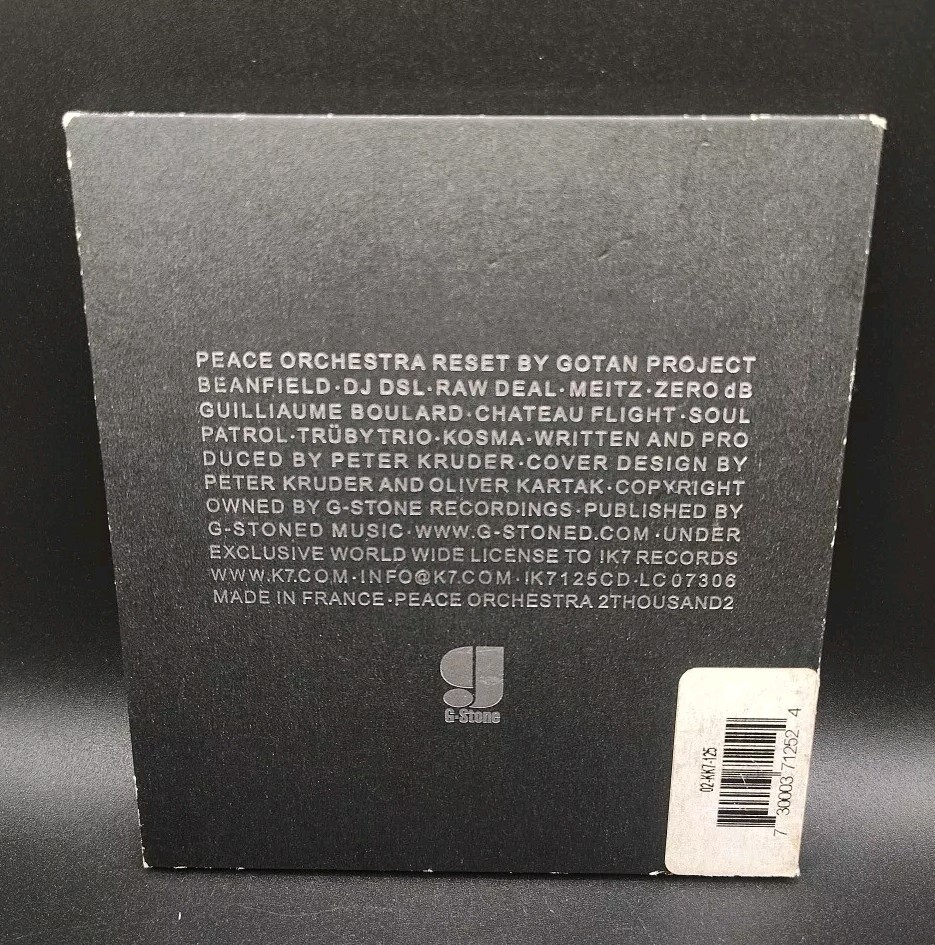 PEACE ORCHESTRA RESET BY GOTAN PROJECT
BEANFIELD·DJ DSL·RAW DEAL·MEITZ·ZERO dB
GUILLIAUME BOULARD·CHATEAU FLIGHT·SOUL
PATROL·TRÜBY TRIO·KOSMA·WRITTEN AND PRO
DUCED BY PETER KRUDER·COVER DESIGN BY
PETER KRUDER AND OLIVER KARTAK·COPYRIGHT
OWNED BY G-STONE RECORDINGS·PUBLISHED BY
G-STONED MUSIC·WWW.G-STONED.COM·UNDER
EXCLUSIVE WORLD WIDE LICENSE TO !K7 RECORDS
WWW.K7.COM·INFO@K7.COM·!K7125CD·LC 07306
MADE IN FRANCE·PEACE ORCHESTRA 2THOUSAND2
g
G-Stone
02-KK7-125
7 30003 71252 4